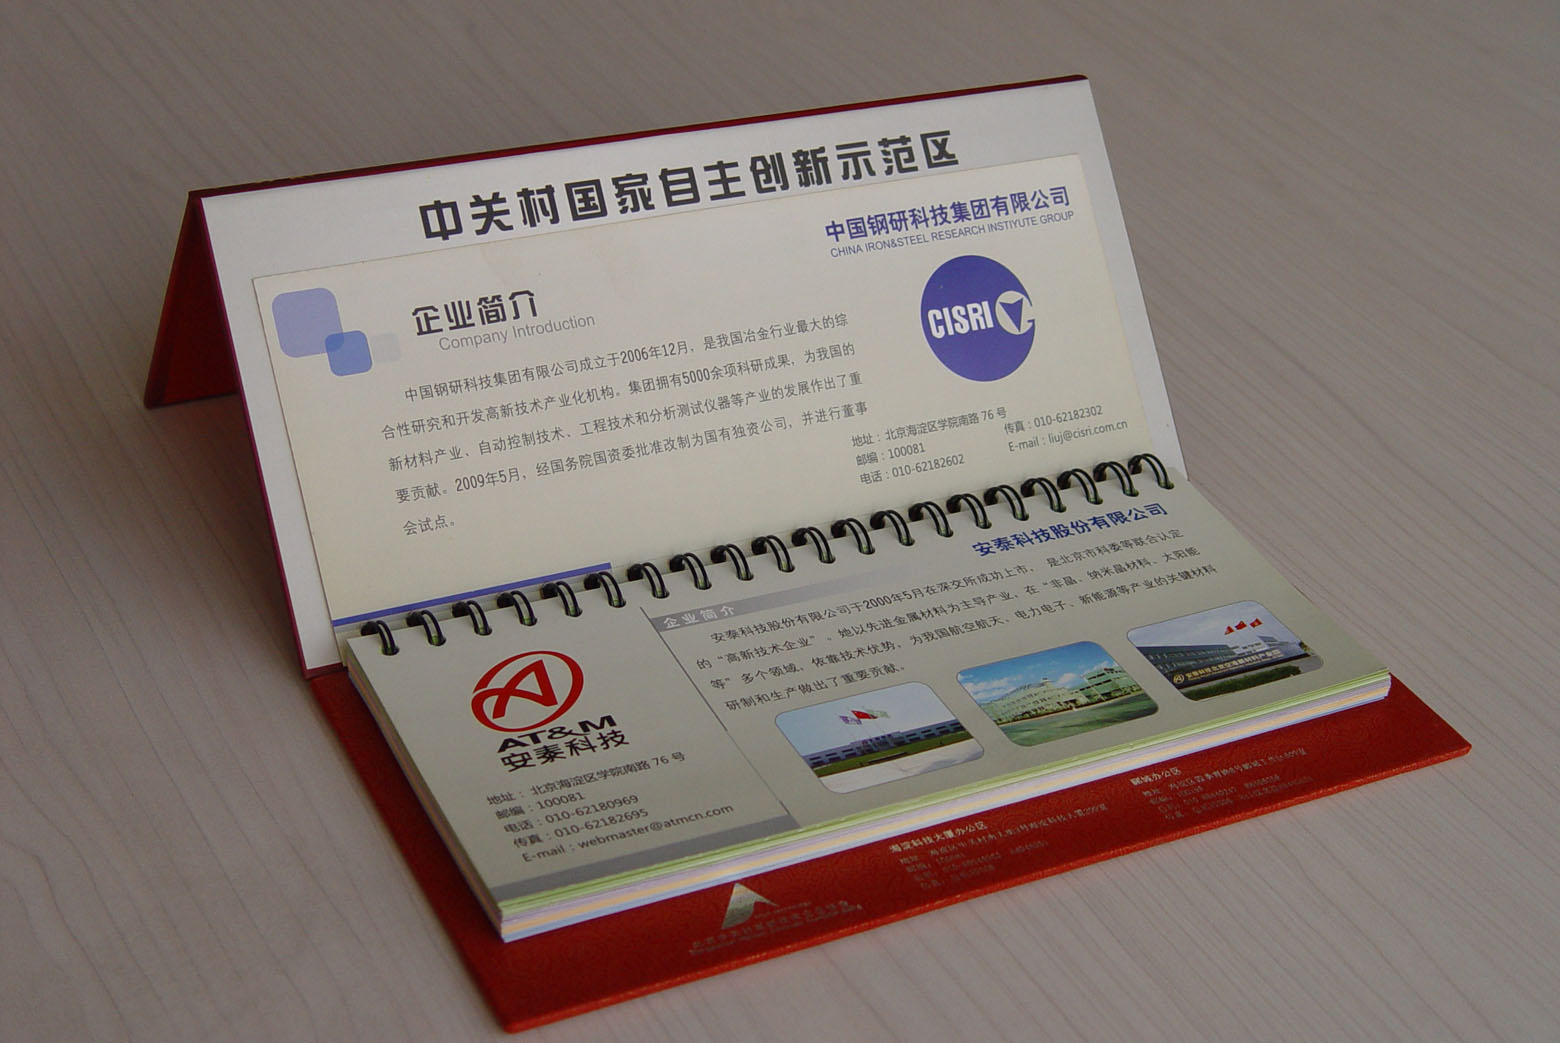 中关村国家自主创新示范区
中国钢研科技集团有限公司
CHINA IRON&STEEL RESEARCH INSTIYUTE GROUP
企业简介
Company Introduction
中国钢研科技集团有限公司成立于2006年12月，是我国冶金行业最大的综
合性研究和开发高新技术产业化机构。集团拥有5000余项科研成果，为我国的
新材料产业、自动控制技术、工程技术和分析测试仪器等产业的发展作出了重
要贡献。2009年5月，经国务院国资委批准改制为国有独资公司，并进行董事
会试点。
CISRI
地址：北京海淀区学院南路 76 号
邮编：100081
电话：010-62182602
传真：010-62182302
E-mail：liuj@cisri.com.cn
安泰科技股份有限公司
企业简介
安泰科技股份有限公司于2000年5月在深交所成功上市， 是北京市科委等联合认定
的“高新技术企业”。她以先进金属材料为主导产业，在“非晶、纳米晶材料、太阳能
等”多个领域，依靠技术优势，为我国航空航天、电力电子、新能源等产业的关键材料
研制和生产做出了重要贡献。
AT&M
安泰科技
地址：北京海淀区学院南路 76 号
邮编：100081
电话：010-62180969
传真：010-62182695
E-mail：webmaster@atmcn.com
海淀科技大厦办公区
聊城办公区